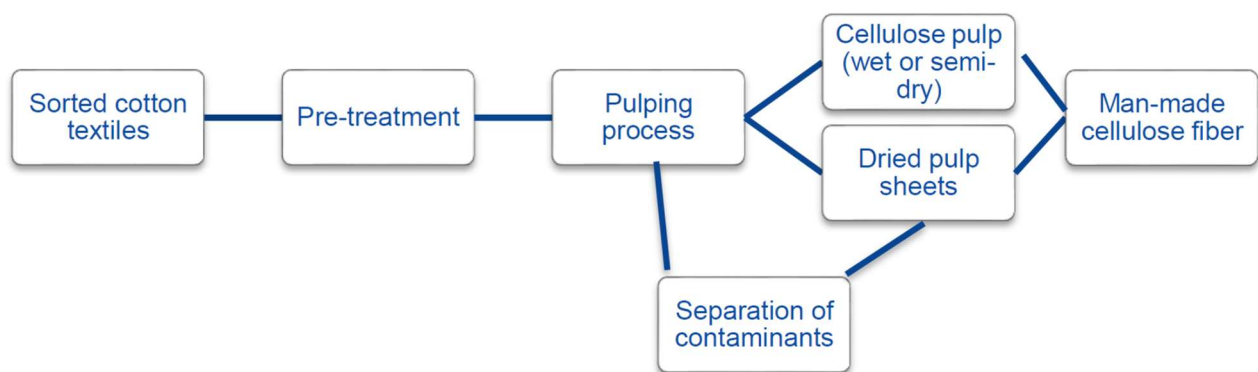 Sorted cotton
textiles
Pre-treatment
Pulping
process
Cellulose pulp
(wet or semi-
dry)
Dried pulp
sheets
Separation of
contaminants
Man-made
cellulose fiber